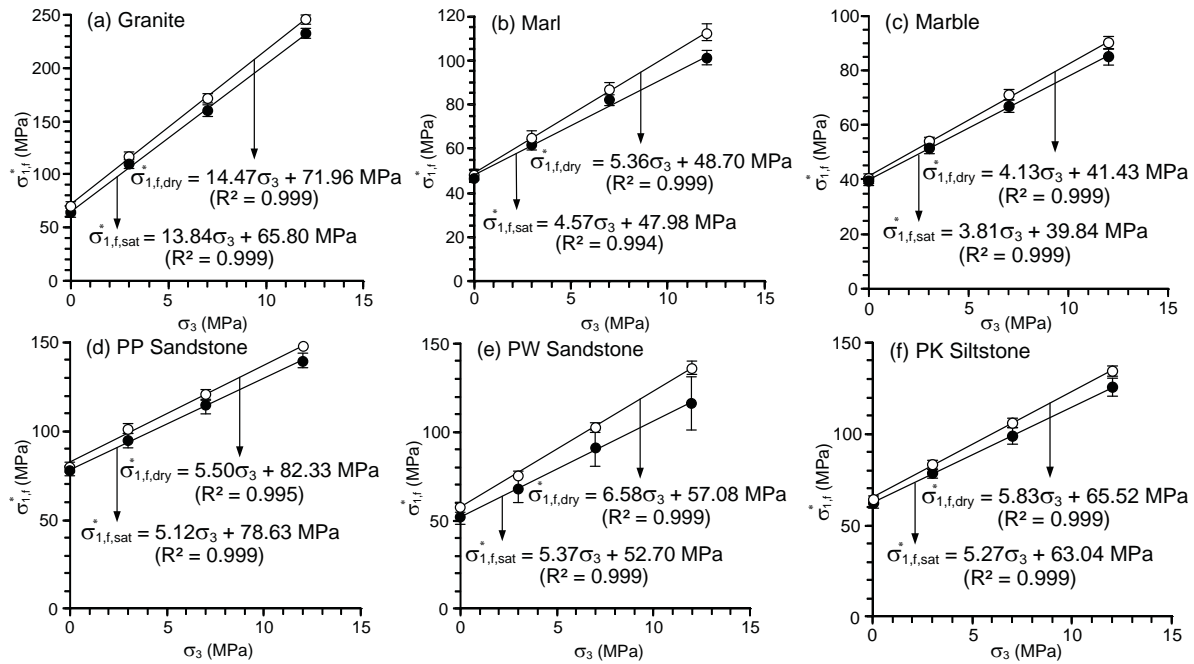 (a) Granite
250
200
150
100
50
0
σ*1,f (MPa)
σ*1,f,dry = 14.47σ3 + 71.96 MPa
(R² = 0.999)
σ*1,f,sat = 13.84σ3 + 65.80 MPa
(R² = 0.999)
0 5 10 15
σ3 (MPa)
(b) Marl
120
100
80
60
40
20
0
σ*1,f (MPa)
σ*1,f,dry = 5.36σ3 + 48.70 MPa
(R² = 0.999)
σ*1,f,sat = 4.57σ3 + 47.98 MPa
(R² = 0.994)
0 5 10 15
σ3 (MPa)
(c) Marble
100
80
60
40
20
0
σ*1,f (MPa)
σ*1,f,dry = 4.13σ3 + 41.43 MPa
(R² = 0.999)
σ*1,f,sat = 3.81σ3 + 39.84 MPa
(R² = 0.999)
0 5 10 15
σ3 (MPa)
(d) PP Sandstone
150
100
50
0
σ*1,f (MPa)
σ*1,f,dry = 5.50σ3 + 82.33 MPa
(R² = 0.995)
σ*1,f,sat = 5.12σ3 + 78.63 MPa
(R² = 0.999)
0 5 10 15
σ3 (MPa)
(e) PW Sandstone
150
100
50
0
σ*1,f (MPa)
σ*1,f,dry = 6.58σ3 + 57.08 MPa
(R² = 0.999)
σ*1,f,sat = 5.37σ3 + 52.70 MPa
(R² = 0.999)
0 5 10 15
σ3 (MPa)
(f) PK Siltstone
150
100
50
0
σ*1,f (MPa)
σ*1,f,dry = 5.83σ3 + 65.52 MPa
(R² = 0.999)
σ*1,f,sat = 5.27σ3 + 63.04 MPa
(R² = 0.999)
0 5 10 15
σ3 (MPa)